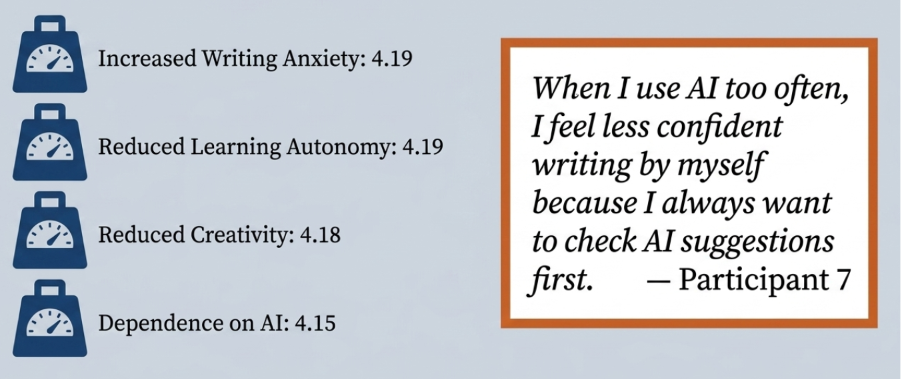 Increased Writing Anxiety: 4.19
Reduced Learning Autonomy: 4.19
Reduced Creativity: 4.18
Dependence on AI: 4.15
When I use AI too often,
I feel less confident
writing by myself
because I always want
to check AI suggestions
first. — Participant 7